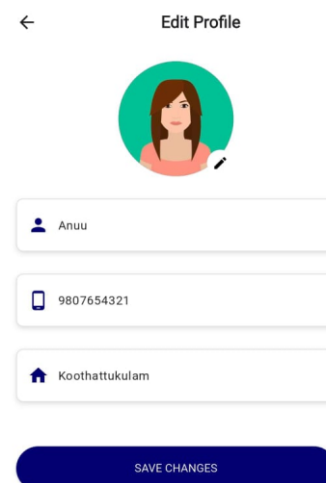 Edit Profile
Anuu
9807654321
Koothattukulam
SAVE CHANGES